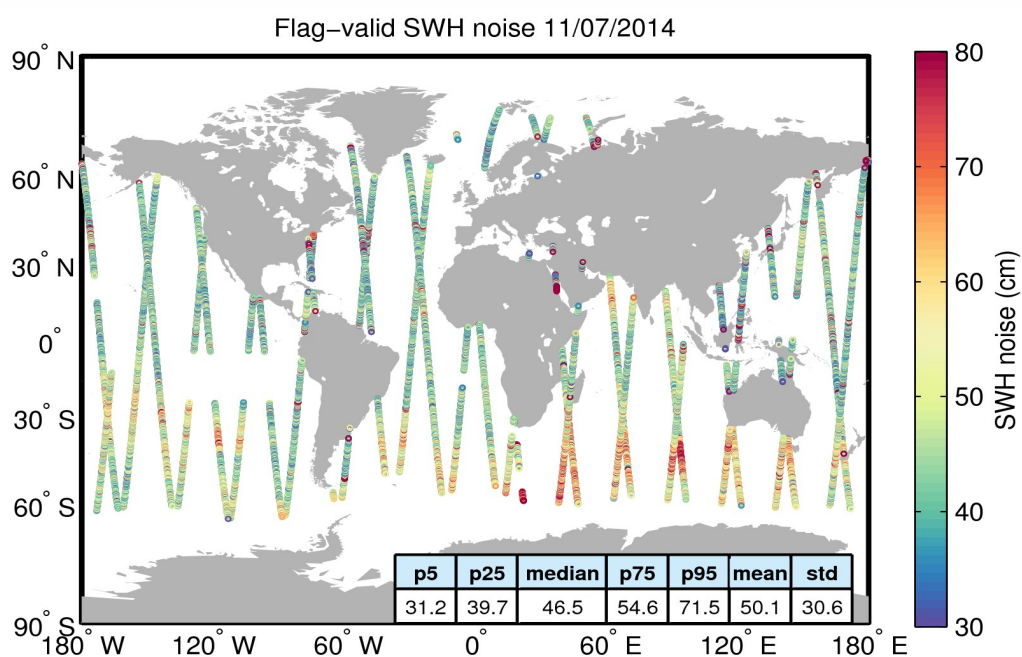 Flag−valid SWH noise 11/07/2014
90° N
60° N
30° N
0°
30° S
60° S
90° S
180° W
120° W
60° W
0°
60° E
120° E
180° E
p5 p25 median p75 p95 mean std
31.2 39.7 46.5 54.6 71.5 50.1 30.6
80
70
60
50
40
30
SWH noise (cm)